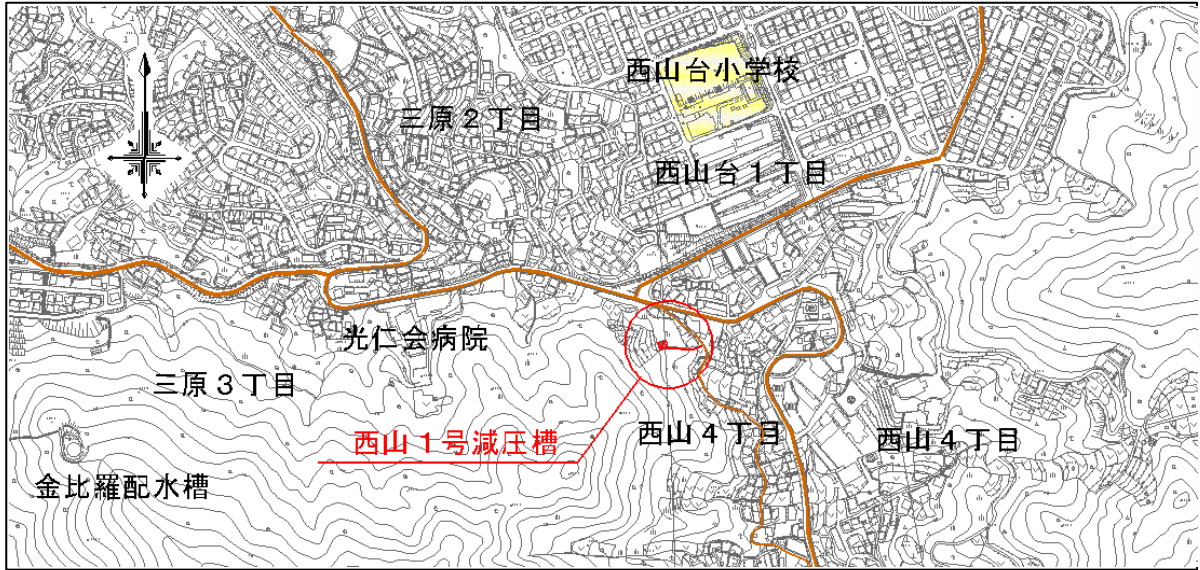 西山台小学校
三原２丁目
西山台１丁目
光仁会病院
三原３丁目
西山１号減圧槽
西山４丁目
西山４丁目
金比羅配水槽